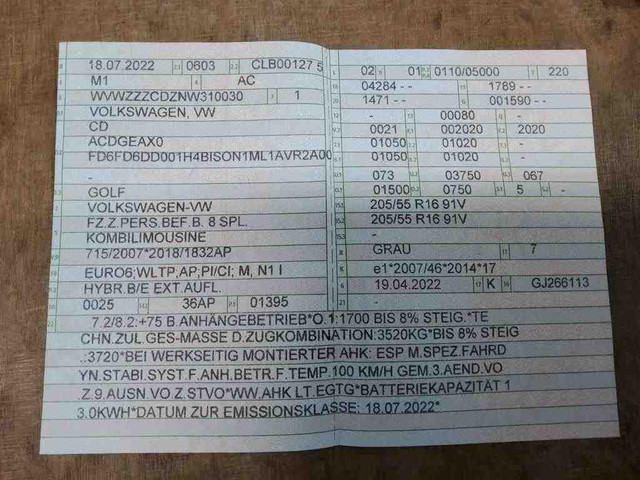 18.07.2022 0603 CLB00127 5
M1 AC
WVWZZZCDZNW310030 1
VOLKSWAGEN, VW
CD
ACDGEAX0
FD6FD6DD001H4BISON1ML1AVR2A00
-
GOLF
VOLKSWAGEN-VW
FZ.Z.PERS.BEF.B. 8 SPL.
KOMBILIMOUSINE
715/2007*2018/1832AP
EURO6;WLTP;AP;PI/CI; M, N1 I
HYBR.B/E EXT.AUFL.
0025 36AP 01395
02 01 0110/05000 220
04284 - - 1789 - -
1471 - - 001590 - -
- 00080 -
0021 002020 2020
01050 01020 -
01050 01020 -
073 03750 067
01500 0750 5 -
205/55 R16 91V
205/55 R16 91V
-
GRAU 7
e1*2007/46*2014*17
19.04.2022 K GJ266113
-
7.2/8.2:+75 B.ANHÄNGEBETRIEB*O.1:1700 BIS 8% STEIG.*TE
CHN.ZUL.GES-MASSE D.ZUGKOMBINATION:3520KG*BIS 8% STEIG
.:3720*BEI WERKSEITIG MONTIERTER AHK: ESP M.SPEZ.FAHRD
YN.STABI.SYST.F.ANH.BETR.F.TEMP.100 KM/H GEM.3.AEND.VO
.Z.9.AUSN.VO Z.STVO*WW.AHK LT.EGTG*BATTERIEKAPAZITÄT 1
3.0KWH*DATUM ZUR EMISSIONSKLASSE: 18.07.2022*